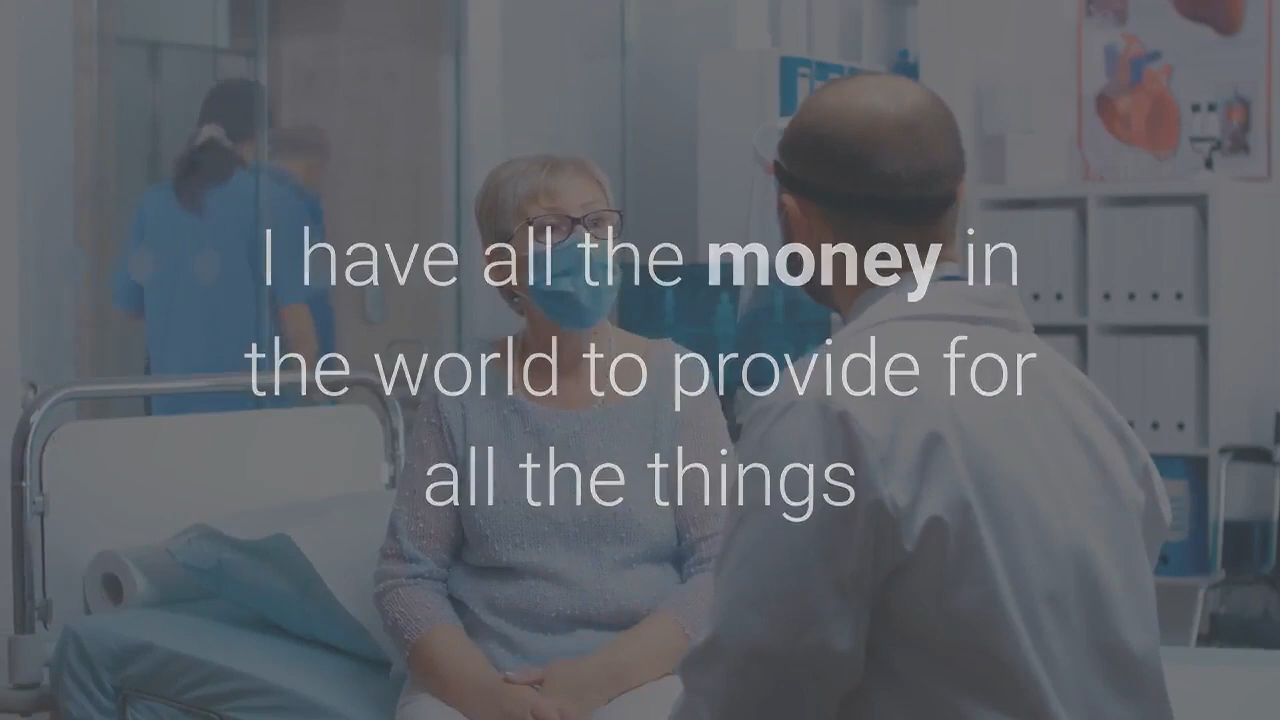 I have all the money in
the world to provide for
all the things